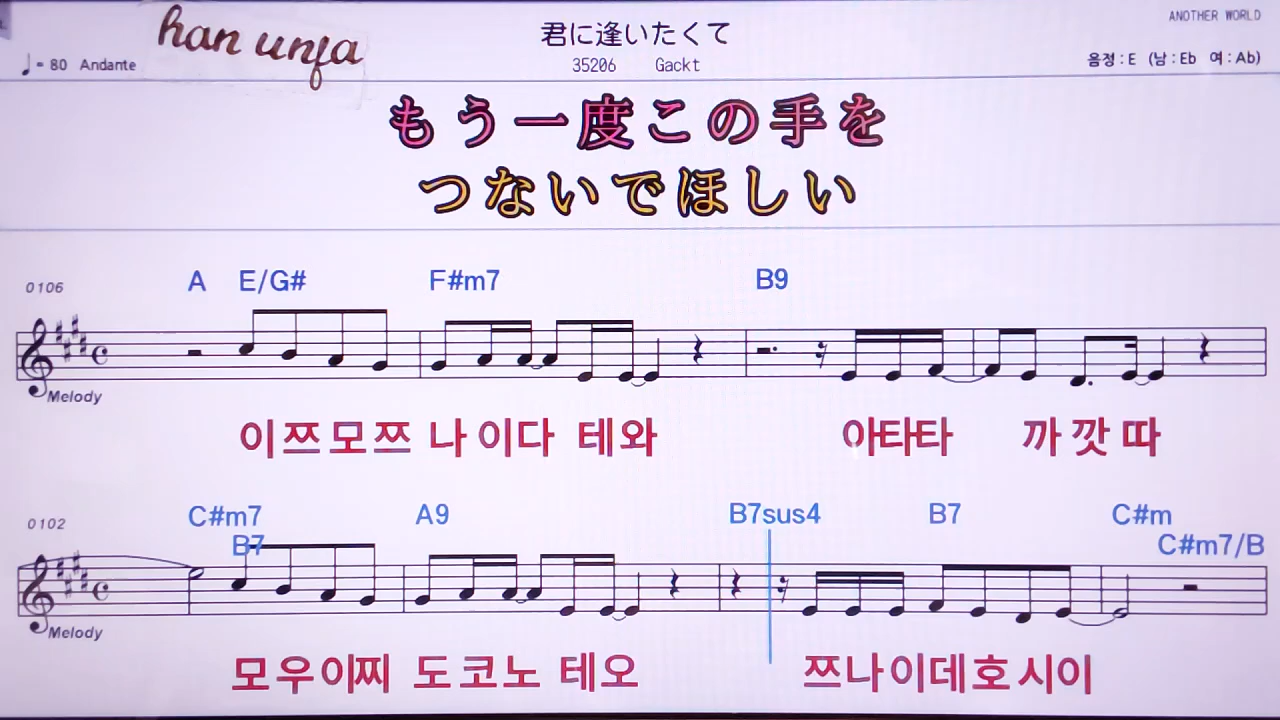 ANOTHER WORLD
han unfa
君に逢いたくて
♩= 80 Andante
35206 Gackt
음정:E (남:Eb 여:Ab)
もう一度この手を
つないでほしい
0106 A E/G# F#m7 B9
Melody
이쯔모쯔 나이다 테와 아타타 까깟따
0102 C#m7 B7 A9 B7sus4 B7 C#m C#m7/B
Melody
모우이찌 도코노 테오 쯔나이데호시이